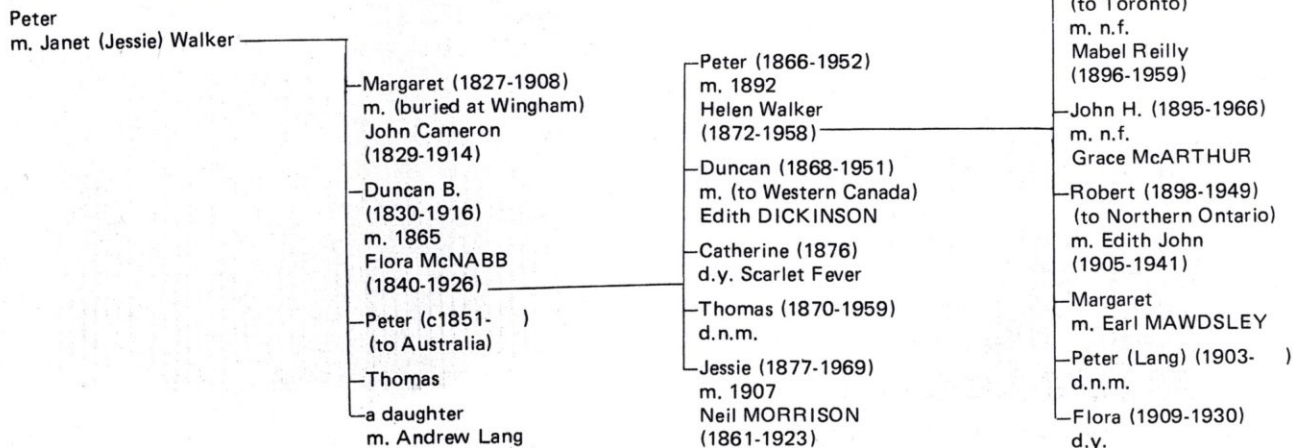 Peter
m. Janet (Jessie) Walker
Margaret (1827-1908)
m. (buried at Wingham)
John Cameron
(1829-1914)
Duncan B.
(1830-1916)
m. 1865
Flora McNABB
(1840-1926)
Peter (c1851- )
(to Australia)
Thomas
a daughter
m. Andrew Lang
Peter (1866-1952)
m. 1892
Helen Walker
(1872-1958)
Duncan (1868-1951)
m. (to Western Canada)
Edith DICKINSON
Catherine (1876)
d.y. Scarlet Fever
Thomas (1870-1959)
d.n.m.
Jessie (1877-1969)
m. 1907
Neil MORRISON
(1861-1923)
(to Toronto)
m. n.f.
Mabel Reilly
(1896-1959)
John H. (1895-1966)
m. n.f.
Grace McARTHUR
Robert (1898-1949)
(to Northern Ontario)
m. Edith John
(1905-1941)
Margaret
m. Earl MAWDSLEY
Peter (Lang) (1903- )
d.n.m.
Flora (1909-1930)
d.y.